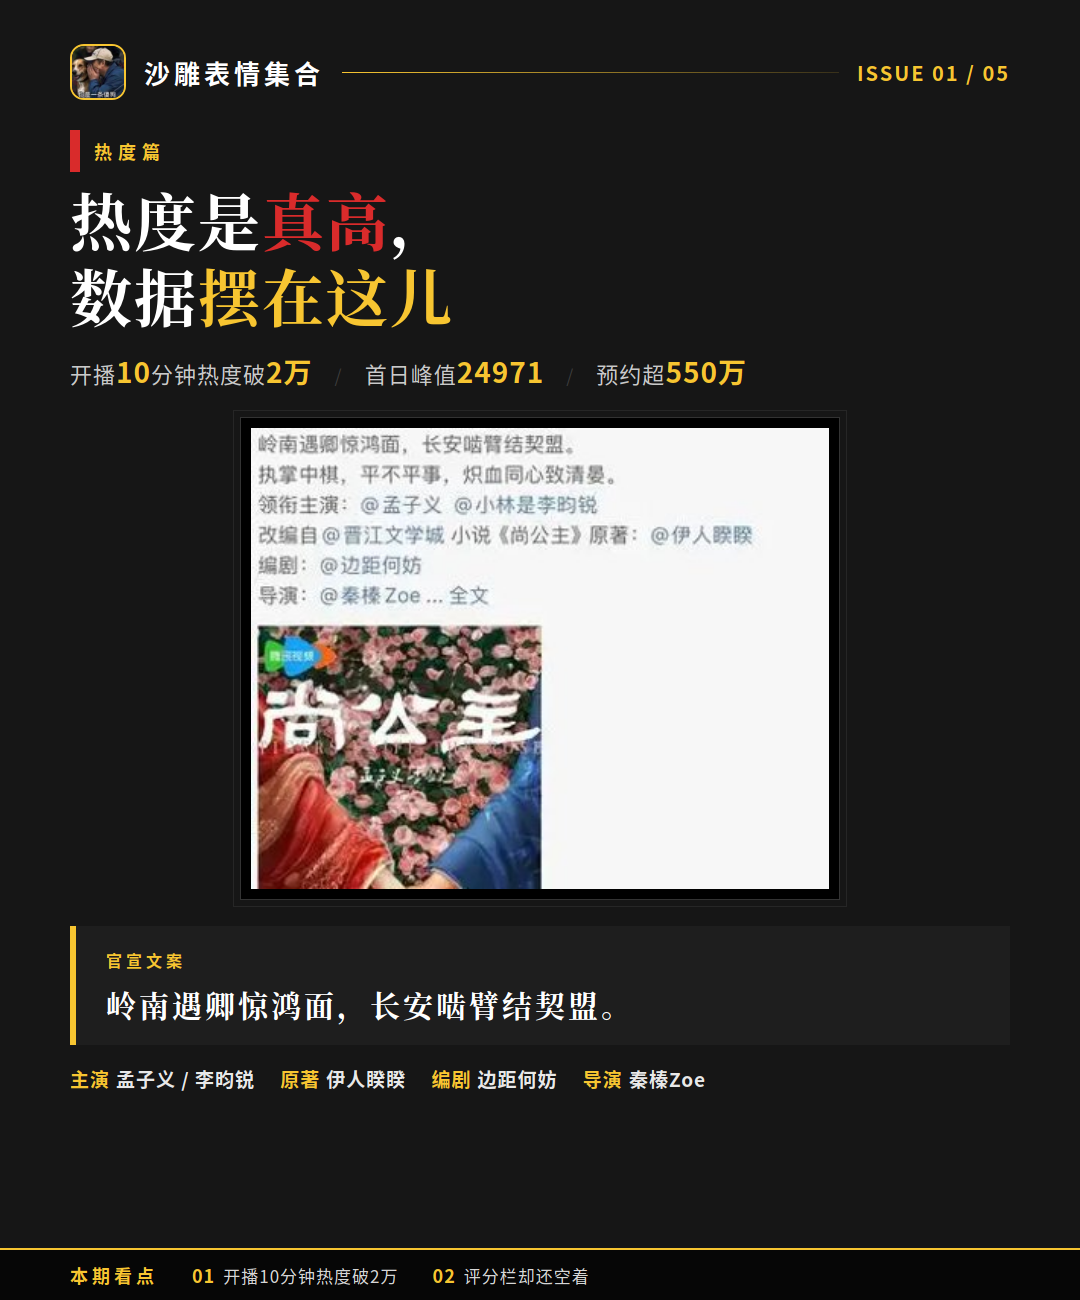 沙雕表情集合
ISSUE 01 / 05
热度篇
热度是真高，
数据摆在这儿
开播10分钟热度破2万 / 首日峰值24971 / 预约超550万
岭南遇卿惊鸿面，长安啮臂结契盟。
执掌中棋，平不平事，炽血同心致清晏。
领衔主演：@孟子义 @小林是李昀锐
改编自@晋江文学城 小说《尚公主》原著：@伊人睽睽
编剧：@边距何妨
导演：@秦榛Zoe ... 全文
腾讯视频
尚公主
官宣文案
岭南遇卿惊鸿面，长安啮臂结契盟。
主演 孟子义 / 李昀锐 原著 伊人睽睽 编剧 边距何妨 导演 秦榛Zoe
本期看点 01 开播10分钟热度破2万 02 评分栏却还空着